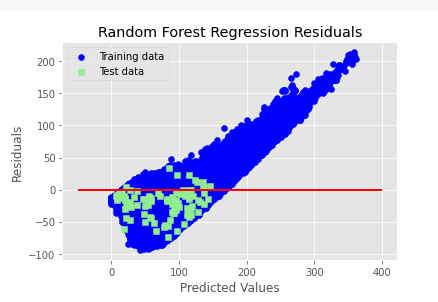 Random Forest Regression Residuals
Training data
Test data
Residuals
200
150
100
50
0
−50
−100
0
100
200
300
400
Predicted Values